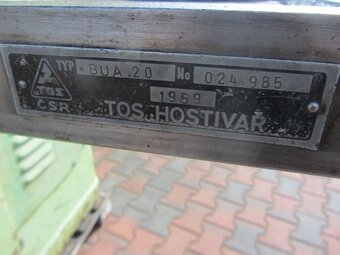 TYP BUA 20 No 024 985
TOS
1959
ČSR TOS HOSTIVAŘ